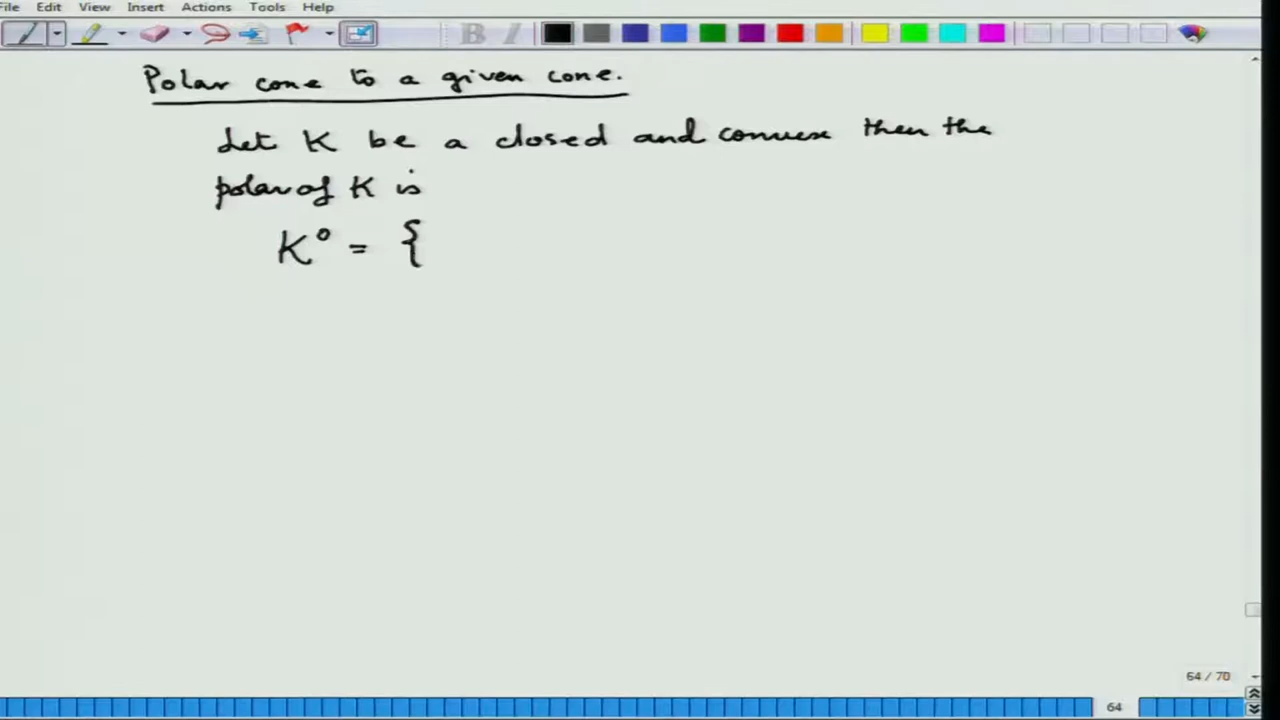 File Edit View Insert Actions Tools Help
B I
Polar cone to a given cone.
Let K be a closed and convex then the
polar of K is
K° = {
64 / 70
64